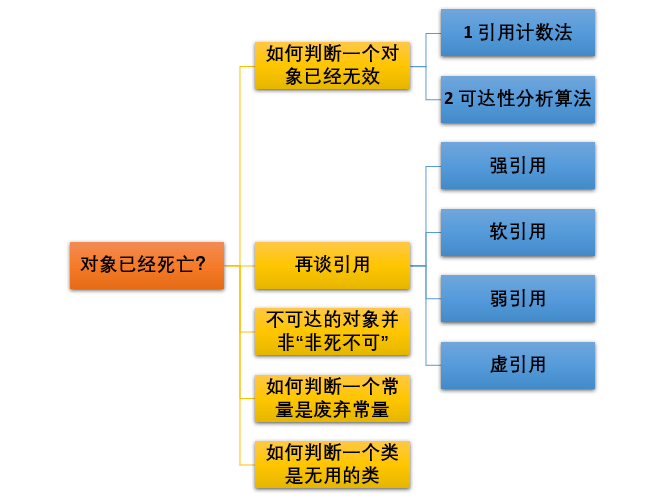 对象已经死亡?
如何判断一个对
象已经无效
1 引用计数法
2 可达性分析算法
再谈引用
强引用
软引用
弱引用
虚引用
不可达的对象并
非“非死不可”
如何判断一个常
量是废弃常量
如何判断一个类
是无用的类